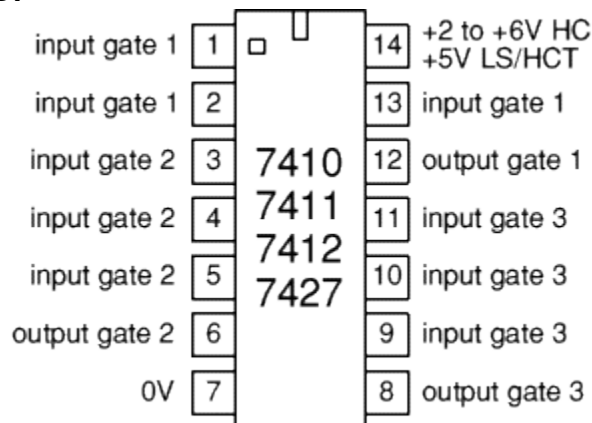 input gate 1 1 14 +2 to +6V HC
+5V LS/HCT
input gate 1 2 13 input gate 1
input gate 2 3 7410 12 output gate 1
input gate 2 4 7411 11 input gate 3
7412
input gate 2 5 7427 10 input gate 3
output gate 2 6 9 input gate 3
0V 7 8 output gate 3